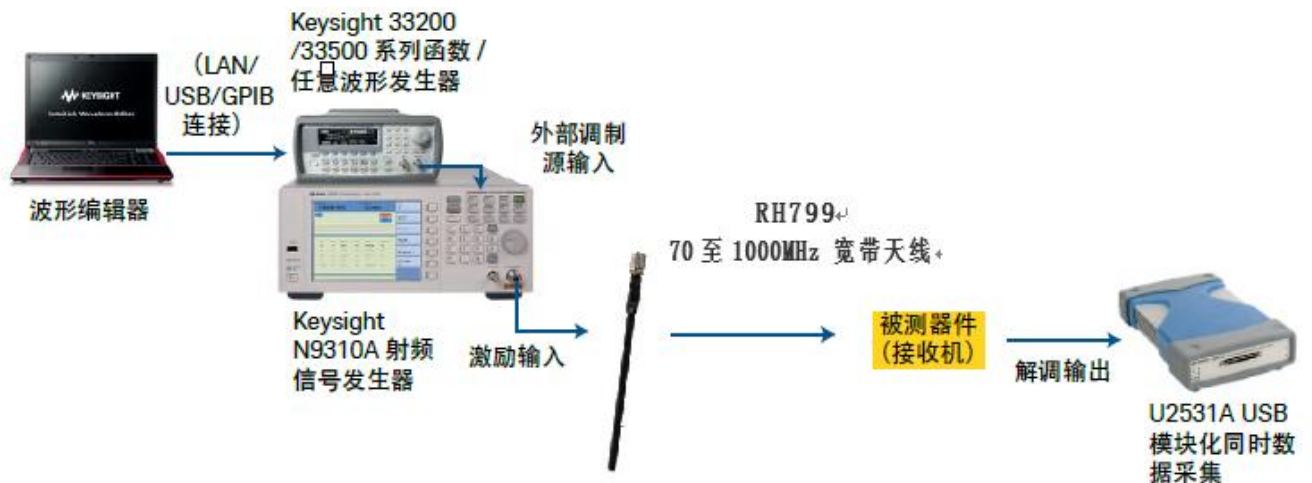 Keysight 33200
/33500 系列函数 /
任意波形发生器
（LAN/
USB/GPIB
连接）
KEYSIGHT
波形编辑器
外部调制
源输入
RH799↵
70 至 1000MHz 宽带天线↵
Keysight
N9310A 射频
信号发生器
激励输入
被测器件
（接收机）
解调输出
U2531A USB
模块化同时数
据采集